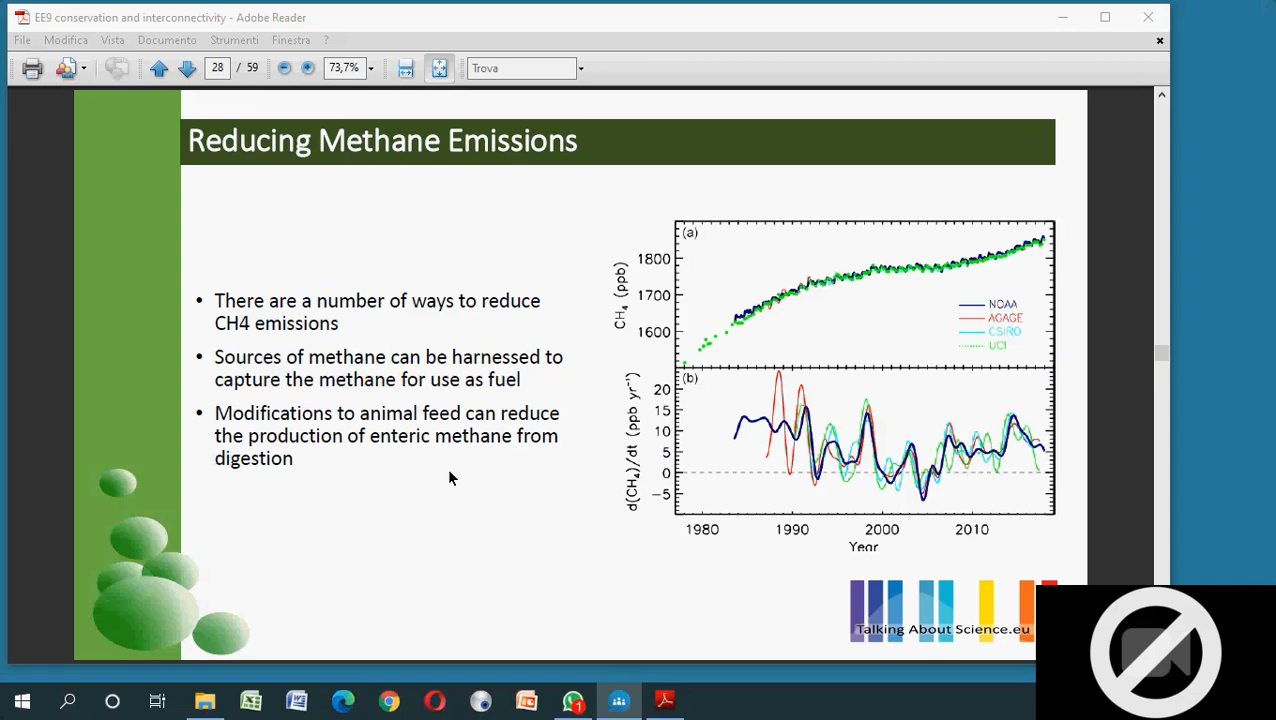 EE9 conservation and interconnectivity - Adobe Reader
File Modifica Vista Documento Strumenti Finestra ?
28 / 59 73,7% Trova
Reducing Methane Emissions
• There are a number of ways to reduce
CH4 emissions
• Sources of methane can be harnessed to
capture the methane for use as fuel
• Modifications to animal feed can reduce
the production of enteric methane from
digestion
(a)
CH₄ (ppb)
1800
1700
1600
NOAA
AGAGE
CSIRO
UCI
(b)
d(CH₄)/dt (ppb yr⁻¹)
20
15
10
5
0
−5
1980 1990 2000 2010
Year
Talking About Science.eu
1